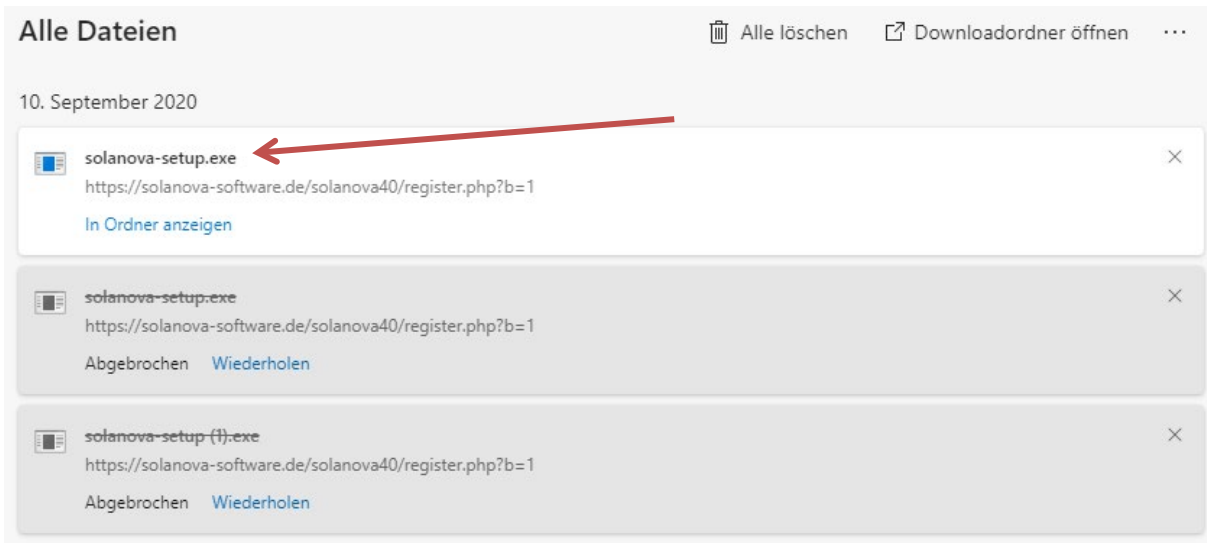 Alle Dateien
Alle löschen
Downloadordner öffnen
10. September 2020
solanova-setup.exe
https://solanova-software.de/solanova40/register.php?b=1
In Ordner anzeigen
solanova-setup.exe
https://solanova-software.de/solanova40/register.php?b=1
Abgebrochen Wiederholen
solanova-setup (1).exe
https://solanova-software.de/solanova40/register.php?b=1
Abgebrochen Wiederholen